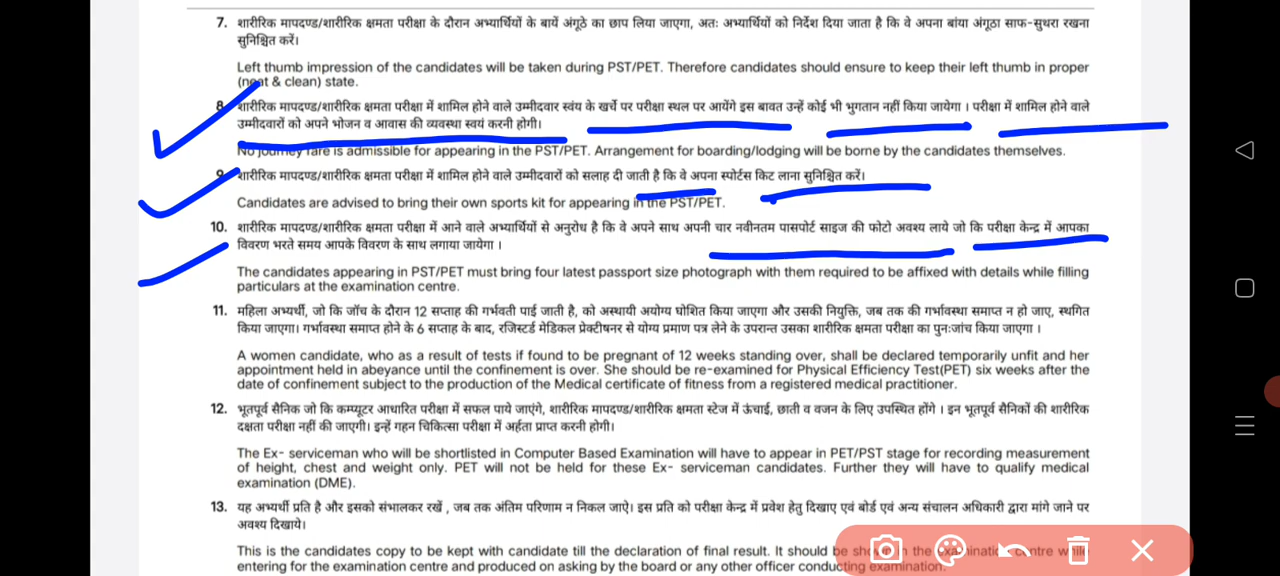 7. शारीरिक मापदण्ड/शारीरिक क्षमता परीक्षा के दौरान अभ्यार्थियों के बायें अंगूठे का छाप लिया जाएगा, अतः अभ्यार्थियों को निर्देश दिया जाता है कि वे अपना बांया अंगूठा साफ-सुथरा रखना
सुनिश्चित करें।
Left thumb impression of the candidates will be taken during PST/PET. Therefore candidates should ensure to keep their left thumb in proper
(neat & clean) state.
8. शारीरिक मापदण्ड/शारीरिक क्षमता परीक्षा में शामिल होने वाले उम्मीदवार स्वंय के खर्चे पर परीक्षा स्थल पर आयेंगे इस बावत उन्हें कोई भी भुगतान नहीं किया जायेगा । परीक्षा में शामिल होने वाले
उम्मीदवारों को अपने भोजन व आवास की व्यवस्था स्वयं करनी होगी।
No journey fare is admissible for appearing in the PST/PET. Arrangement for boarding/lodging will be borne by the candidates themselves.
9. शारीरिक मापदण्ड/शारीरिक क्षमता परीक्षा में शामिल होने वाले उम्मीदवारों को सलाह दी जाती है कि वे अपना स्पोर्टस किट लाना सुनिश्चित करें।
Candidates are advised to bring their own sports kit for appearing in the PST/PET.
10. शारीरिक मापदण्ड/शारीरिक क्षमता परीक्षा में आने वाले अभ्यार्थियों से अनुरोध है कि वे अपने साथ अपनी चार नवीनतम पासपोर्ट साइज की फोटो अवश्य लाये जो कि परीक्षा केन्द्र में आपका
विवरण भरते समय आपके विवरण के साथ लगाया जायेगा ।
The candidates appearing in PST/PET must bring four latest passport size photograph with them required to be affixed with details while filling
particulars at the examination centre.
11. महिला अभ्यर्थी, जो कि जॉच के दौरान 12 सप्ताह की गर्भवती पाई जाती है, को अस्थायी अयोग्य घोशित किया जाएगा और उसकी नियुक्ति, जब तक की गर्भावस्था समाप्त न हो जाए, स्थगित
किया जाएगा। गर्भावस्था समाप्त होने के 6 सप्ताह के बाद, रजिस्टर्ड मेडिकल प्रेक्टीषनर से योग्य प्रमाण पत्र लेने के उपरान्त उसका शारीरिक क्षमता परीक्षा का पुनःजांच किया जाएगा ।
A women candidate, who as a result of tests if found to be pregnant of 12 weeks standing over, shall be declared temporarily unfit and her
appointment held in abeyance until the confinement is over. She should be re-examined for Physical Efficiency Test(PET) six weeks after the
date of confinement subject to the production of the Medical certificate of fitness from a registered medical practitioner.
12. भूतपूर्व सैनिक जो कि कम्प्यूटर आधारित परीक्षा में सफल पाये जाएंगे, शारीरिक मापदण्ड/शारीरिक क्षमता स्टेज में ऊंचाई, छाती व वजन के लिए उपस्थित होंगे । इन भूतपूर्व सैनिकों की शारीरिक
दक्षता परीक्षा नहीं की जाएगी। इन्हें गहन चिकित्सा परीक्षा में अर्हता प्राप्त करनी होगी।
The Ex- serviceman who will be shortlisted in Computer Based Examination will have to appear in PET/PST stage for recording measurement
of height, chest and weight only. PET will not be held for these Ex- serviceman candidates. Further they will have to qualify medical
examination (DME).
13. यह अभ्यर्थी प्रति है और इसको संभालकर रखें , जब तक अंतिम परिणाम न निकल जाऐ। इस प्रति को परीक्षा केन्द्र में प्रवेश हेतु दिखाए एवं बोर्ड एवं अन्य संचालन अधिकारी द्वारा मांगे जाने पर
अवश्य दिखाये।
This is the candidates copy to be kept with candidate till the declaration of final result. It should be shown in the examination centre while
entering for the examination centre and produced on asking by the board or any other officer conducting examination.